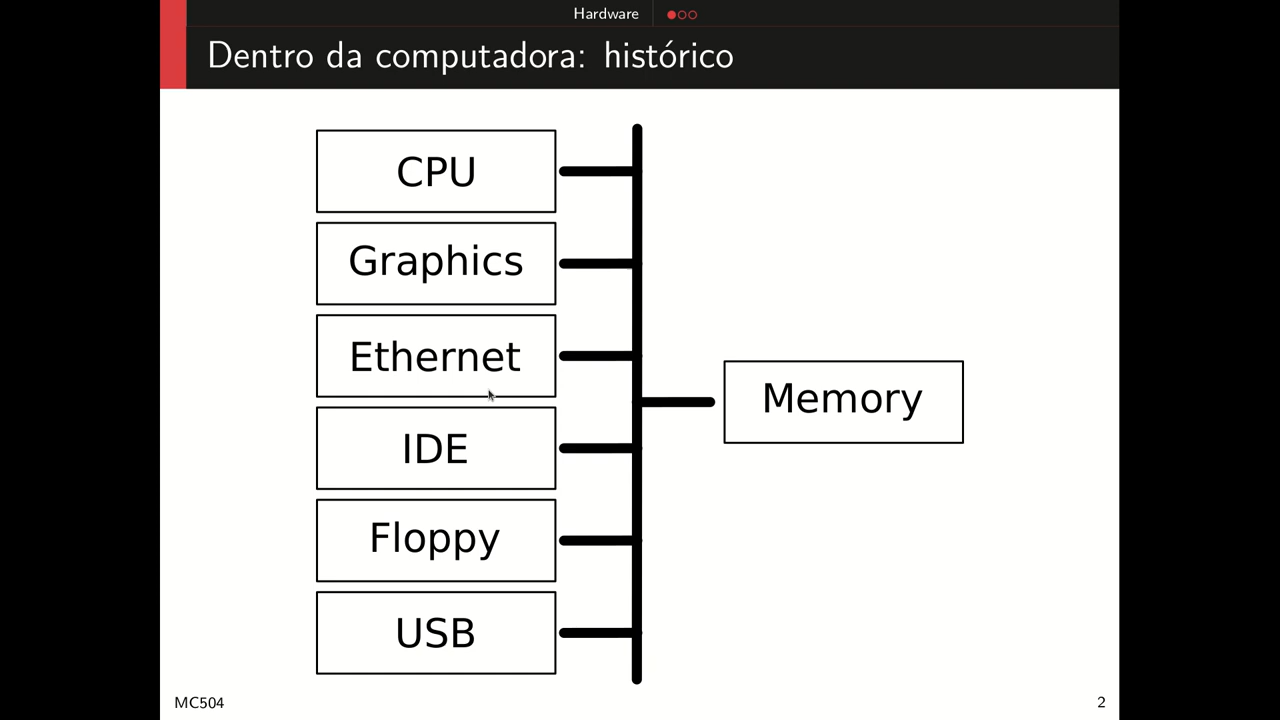 Hardware
Dentro da computadora: histórico
CPU
Graphics
Ethernet
IDE
Floppy
USB
Memory
MC504
2